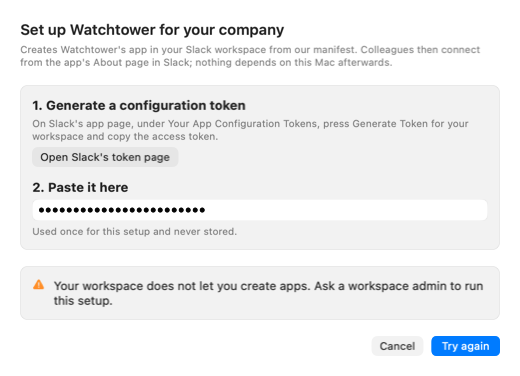 Set up Watchtower for your company
Creates Watchtower's app in your Slack workspace from our manifest. Colleagues then connect
from the app's About page in Slack; nothing depends on this Mac afterwards.
1. Generate a configuration token
On Slack's app page, under Your App Configuration Tokens, press Generate Token for your
workspace and copy the access token.
Open Slack's token page
2. Paste it here
••••••••••••••••••••••••
Used once for this setup and never stored.
Your workspace does not let you create apps. Ask a workspace admin to run
this setup.
Cancel
Try again